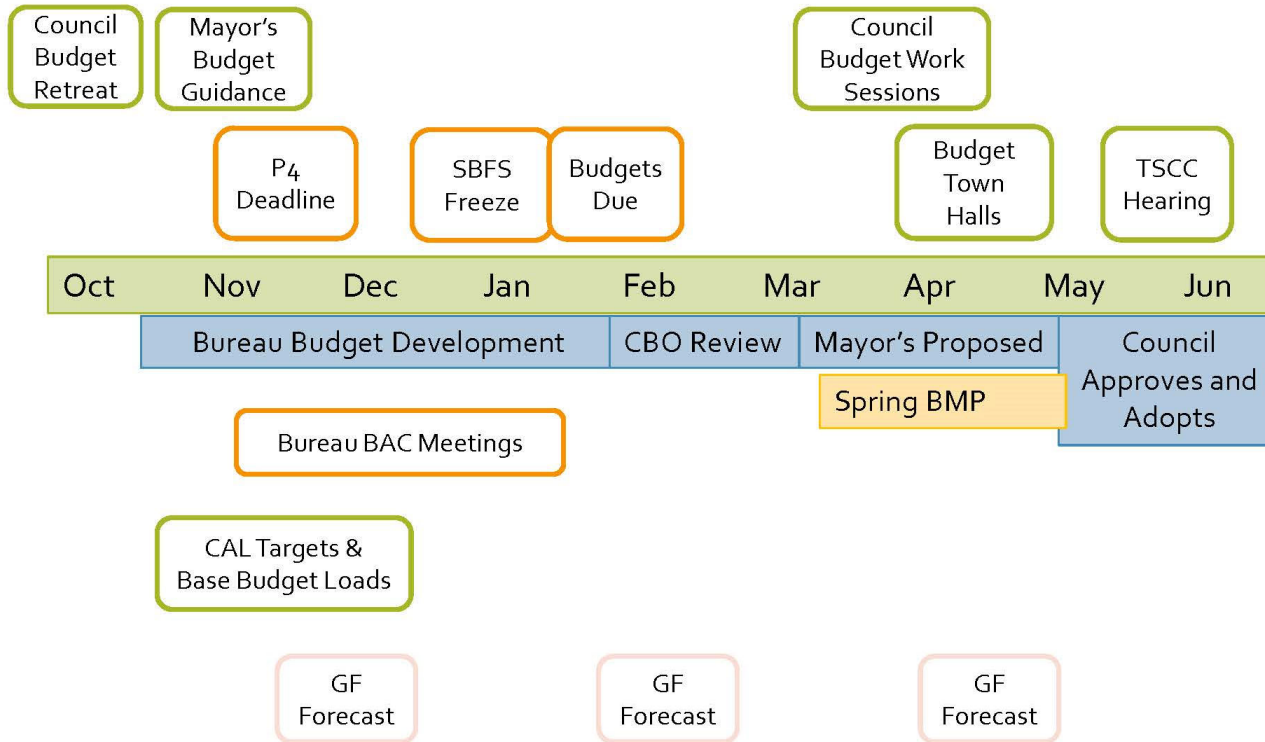 Council
Budget
Retreat
Mayor's
Budget
Guidance
Council
Budget Work
Sessions
P4
Deadline
SBFS
Freeze
Budgets
Due
Budget
Town
Halls
TSCC
Hearing
Oct Nov Dec Jan Feb Mar Apr May Jun
Bureau Budget Development
CBO Review
Mayor's Proposed
Council
Approves and
Adopts
Spring BMP
Bureau BAC Meetings
CAL Targets &
Base Budget Loads
GF
Forecast
GF
Forecast
GF
Forecast